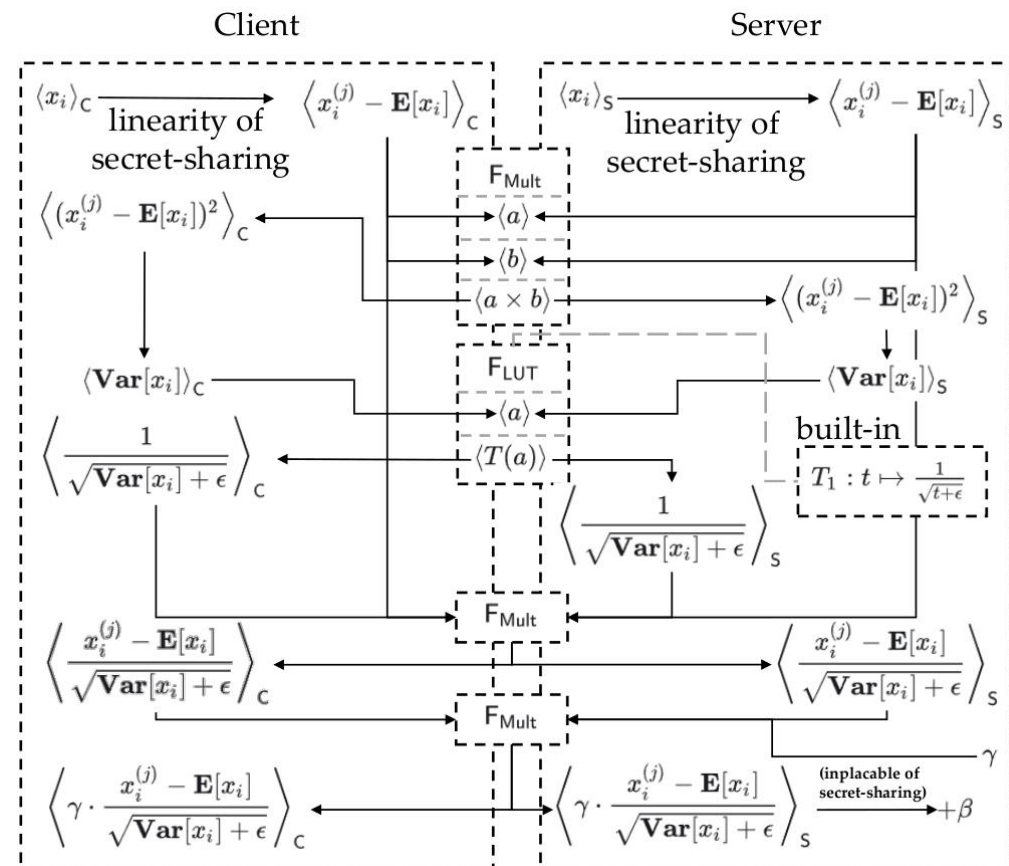 Client Server
⟨x_i⟩_C ⟨x_i^{(j)} − E[x_i]⟩_C ⟨x_i⟩_S ⟨x_i^{(j)} − E[x_i]⟩_S
linearity of linearity of
secret-sharing secret-sharing
F_Mult
⟨(x_i^{(j)} − E[x_i])^2⟩_C ⟨a⟩
⟨b⟩
⟨a × b⟩ ⟨(x_i^{(j)} − E[x_i])^2⟩_S
F_LUT
⟨Var[x_i]⟩_C ⟨Var[x_i]⟩_S
⟨a⟩
built-in
⟨1/√(Var[x_i] + ϵ)⟩_C ⟨T(a)⟩ T_1 : t ↦ 1/√(t+ϵ)
⟨1/√(Var[x_i] + ϵ)⟩_S
F_Mult
⟨(x_i^{(j)} − E[x_i])/√(Var[x_i] + ϵ)⟩_C ⟨(x_i^{(j)} − E[x_i])/√(Var[x_i] + ϵ)⟩_S
F_Mult
γ
⟨γ · (x_i^{(j)} − E[x_i])/√(Var[x_i] + ϵ)⟩_C ⟨γ · (x_i^{(j)} − E[x_i])/√(Var[x_i] + ϵ)⟩_S
(inplacable of
secret-sharing)
+β